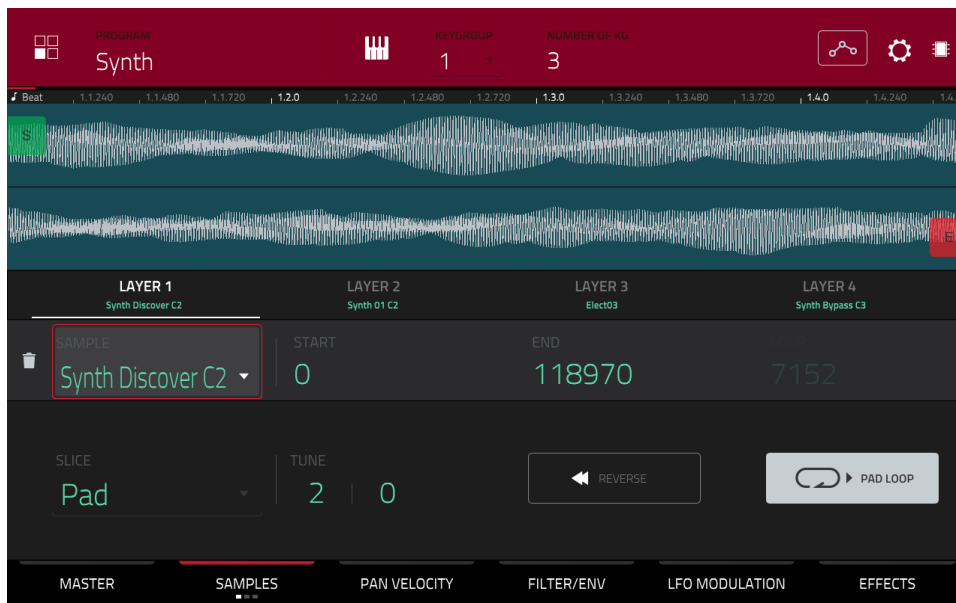 PROGRAM
Synth
KEYGROUP
1
NUMBER OF KG
3
Beat 1.1.240 1.1.480 1.1.720 1.2.0 1.2.240 1.2.480 1.2.720 1.3.0 1.3.240 1.3.480 1.3.720 1.4.0 1.4.240 1.4.
S
E
LAYER 1 LAYER 2 LAYER 3 LAYER 4
Synth Discover C2 Synth 01 C2 Elect03 Synth Bypass C3
SAMPLE START END
Synth Discover C2 0 118970 7152
SLICE TUNE
Pad 2 0 REVERSE PAD LOOP
MASTER SAMPLES PAN VELOCITY FILTER/ENV LFO MODULATION EFFECTS